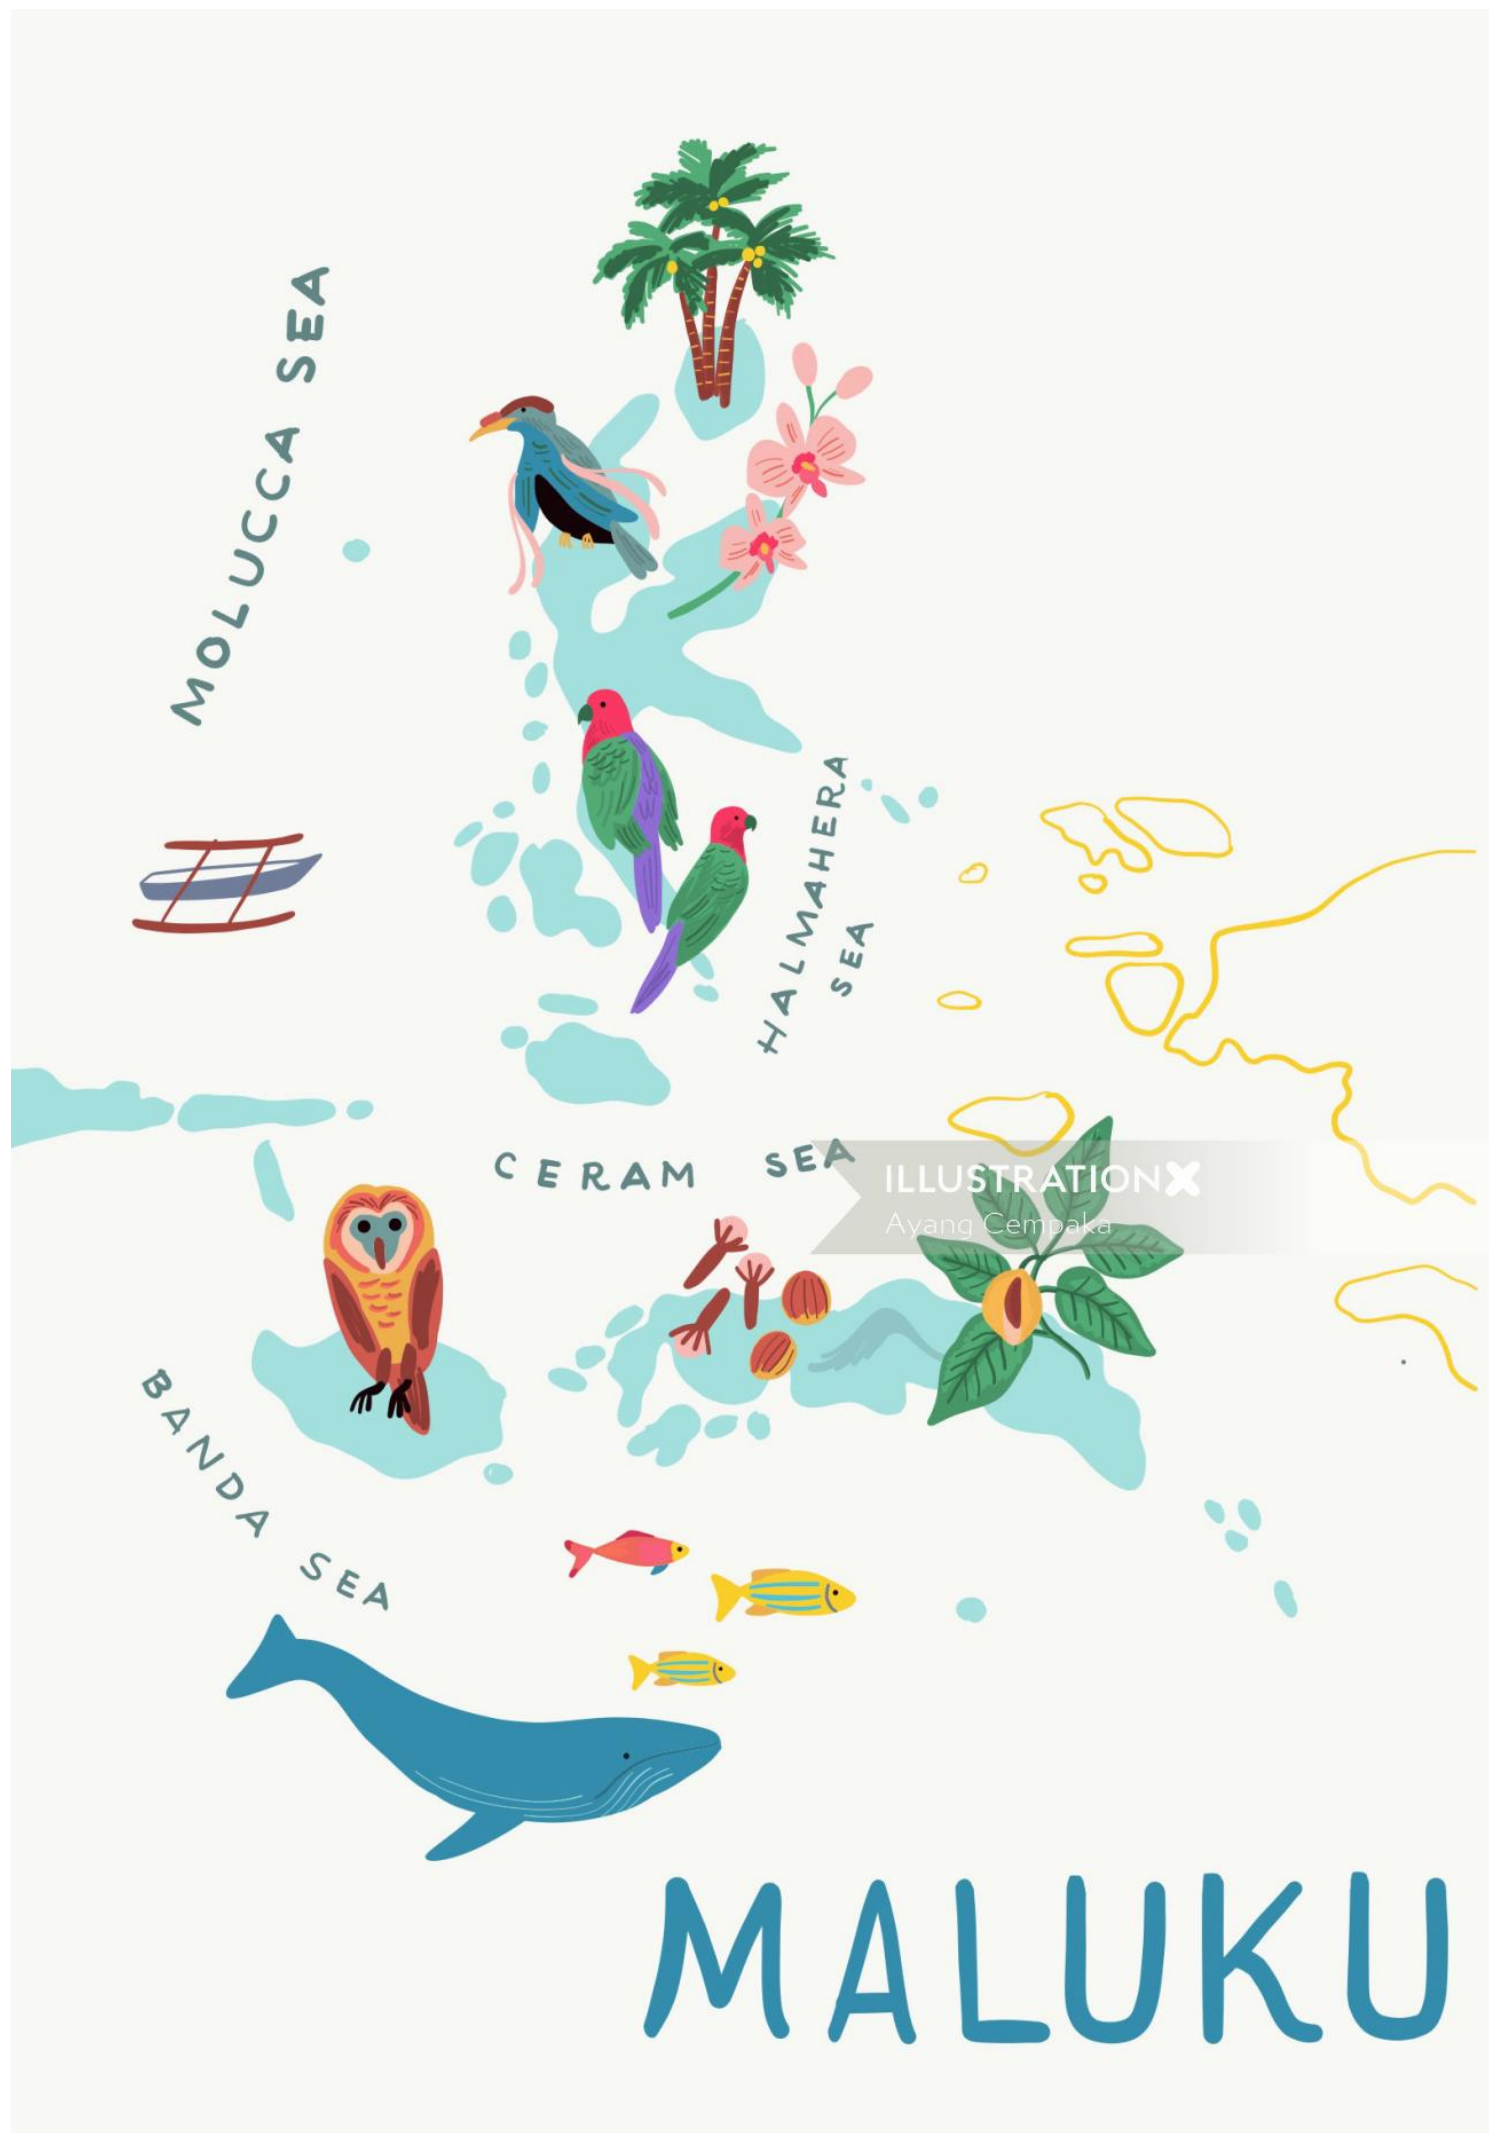 MOLUCCA SEA
HALMAHERA
SEA
CERAM SEA
ILLUSTRATIONX
Ayang Cempaka
BANDA SEA
MALUKU